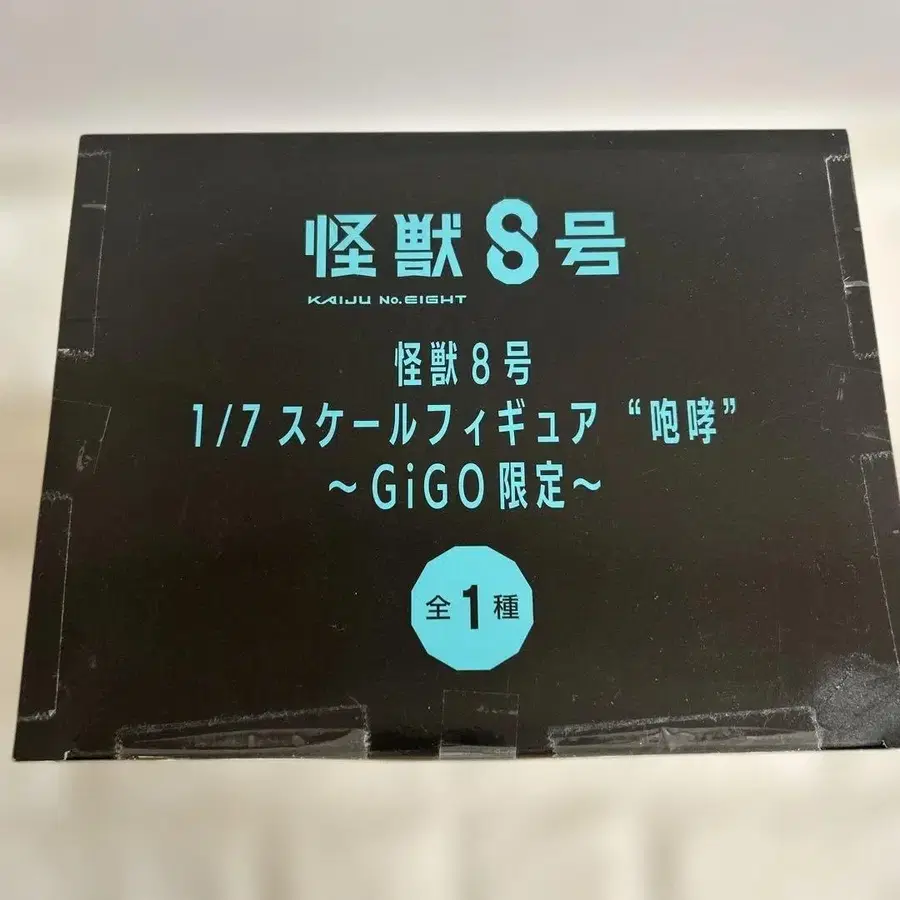 怪獣8号
KAIJU No.EIGHT
怪獣8号
1/7スケールフィギュア“咆哮”
～GiGO限定～
全1種